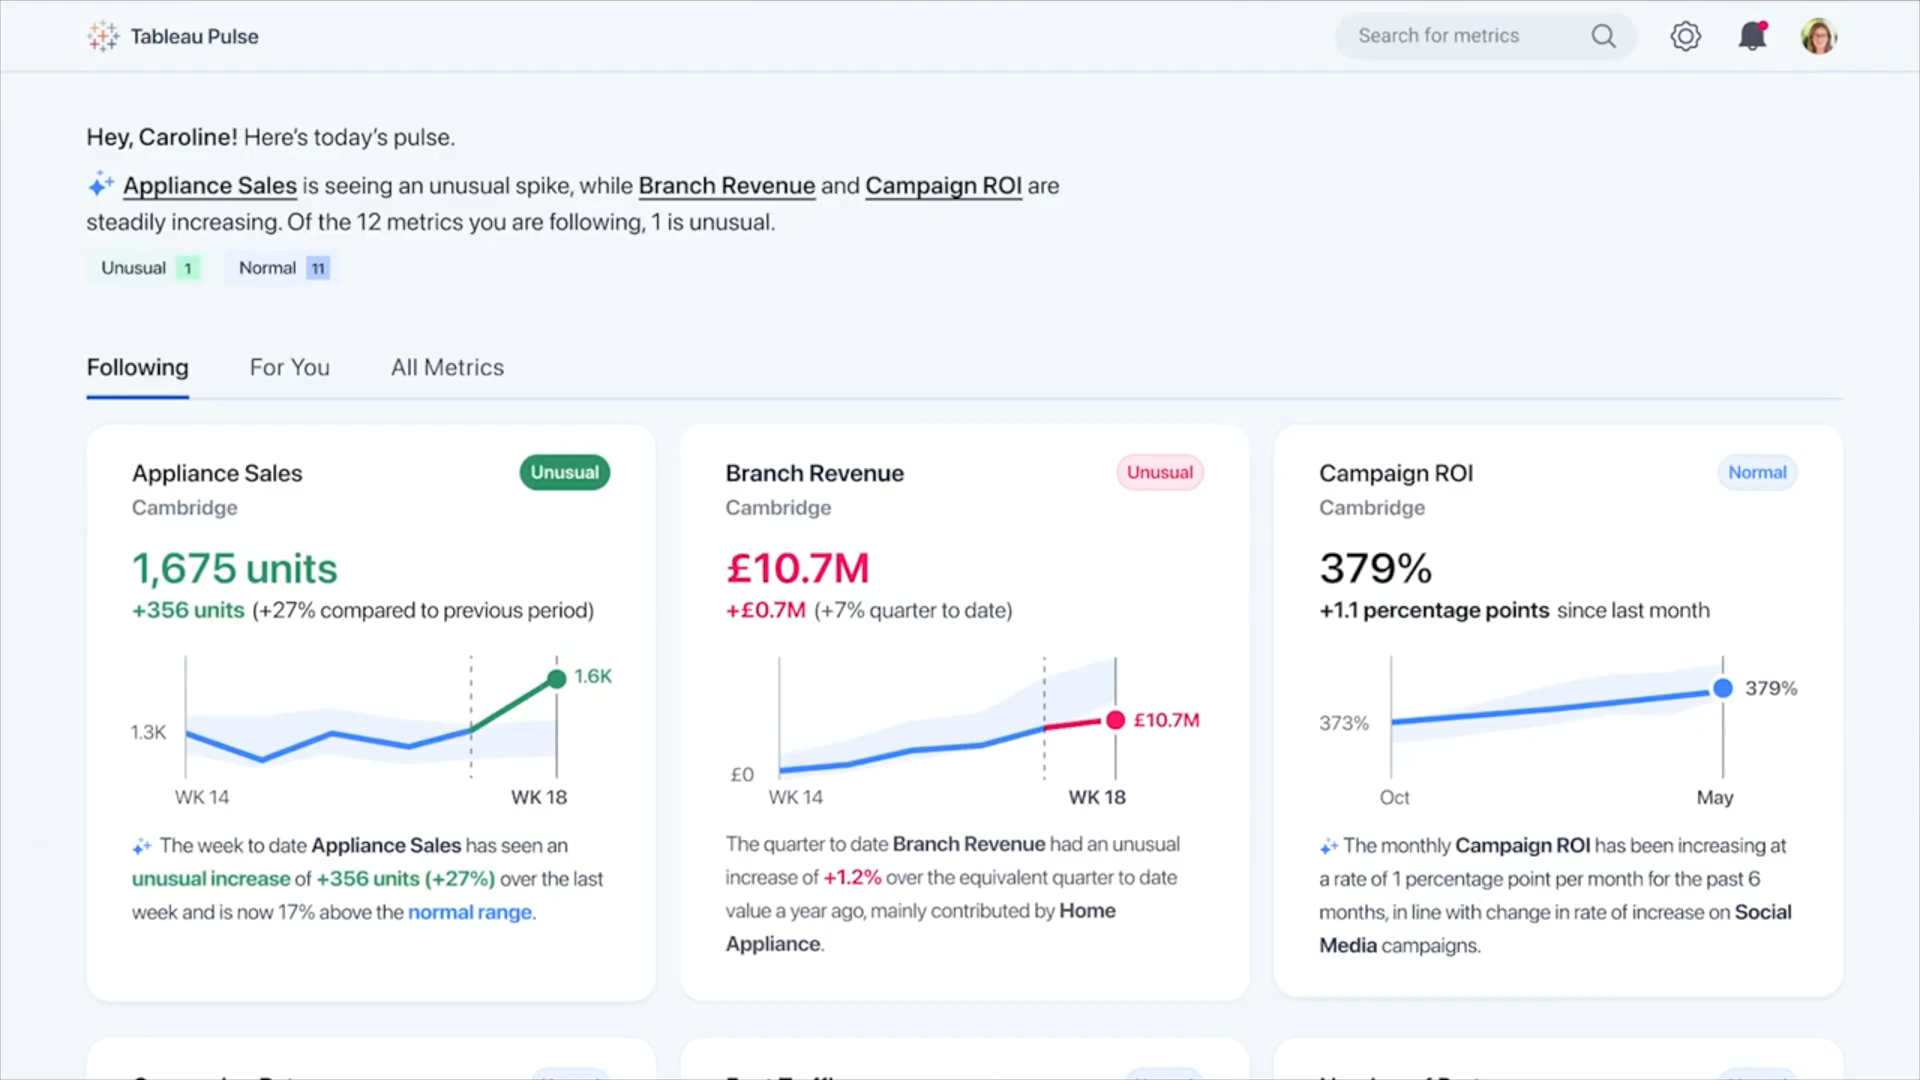 Tableau Pulse
Search for metrics
Hey, Caroline! Here's today's pulse.
Appliance Sales is seeing an unusual spike, while Branch Revenue and Campaign ROI are
steadily increasing. Of the 12 metrics you are following, 1 is unusual.
Unusual 1 Normal 11
Following For You All Metrics
Appliance Sales Unusual
Cambridge
1,675 units
+356 units (+27% compared to previous period)
1.6K
1.3K
WK 14 WK 18
The week to date Appliance Sales has seen an
unusual increase of +356 units (+27%) over the last
week and is now 17% above the normal range.
Branch Revenue Unusual
Cambridge
£10.7M
+£0.7M (+7% quarter to date)
£10.7M
£0
WK 14 WK 18
The quarter to date Branch Revenue had an unusual
increase of +1.2% over the equivalent quarter to date
value a year ago, mainly contributed by Home
Appliance.
Campaign ROI Normal
Cambridge
379%
+1.1 percentage points since last month
379%
373%
Oct May
The monthly Campaign ROI has been increasing at
a rate of 1 percentage point per month for the past 6
months, in line with change in rate of increase on Social
Media campaigns.